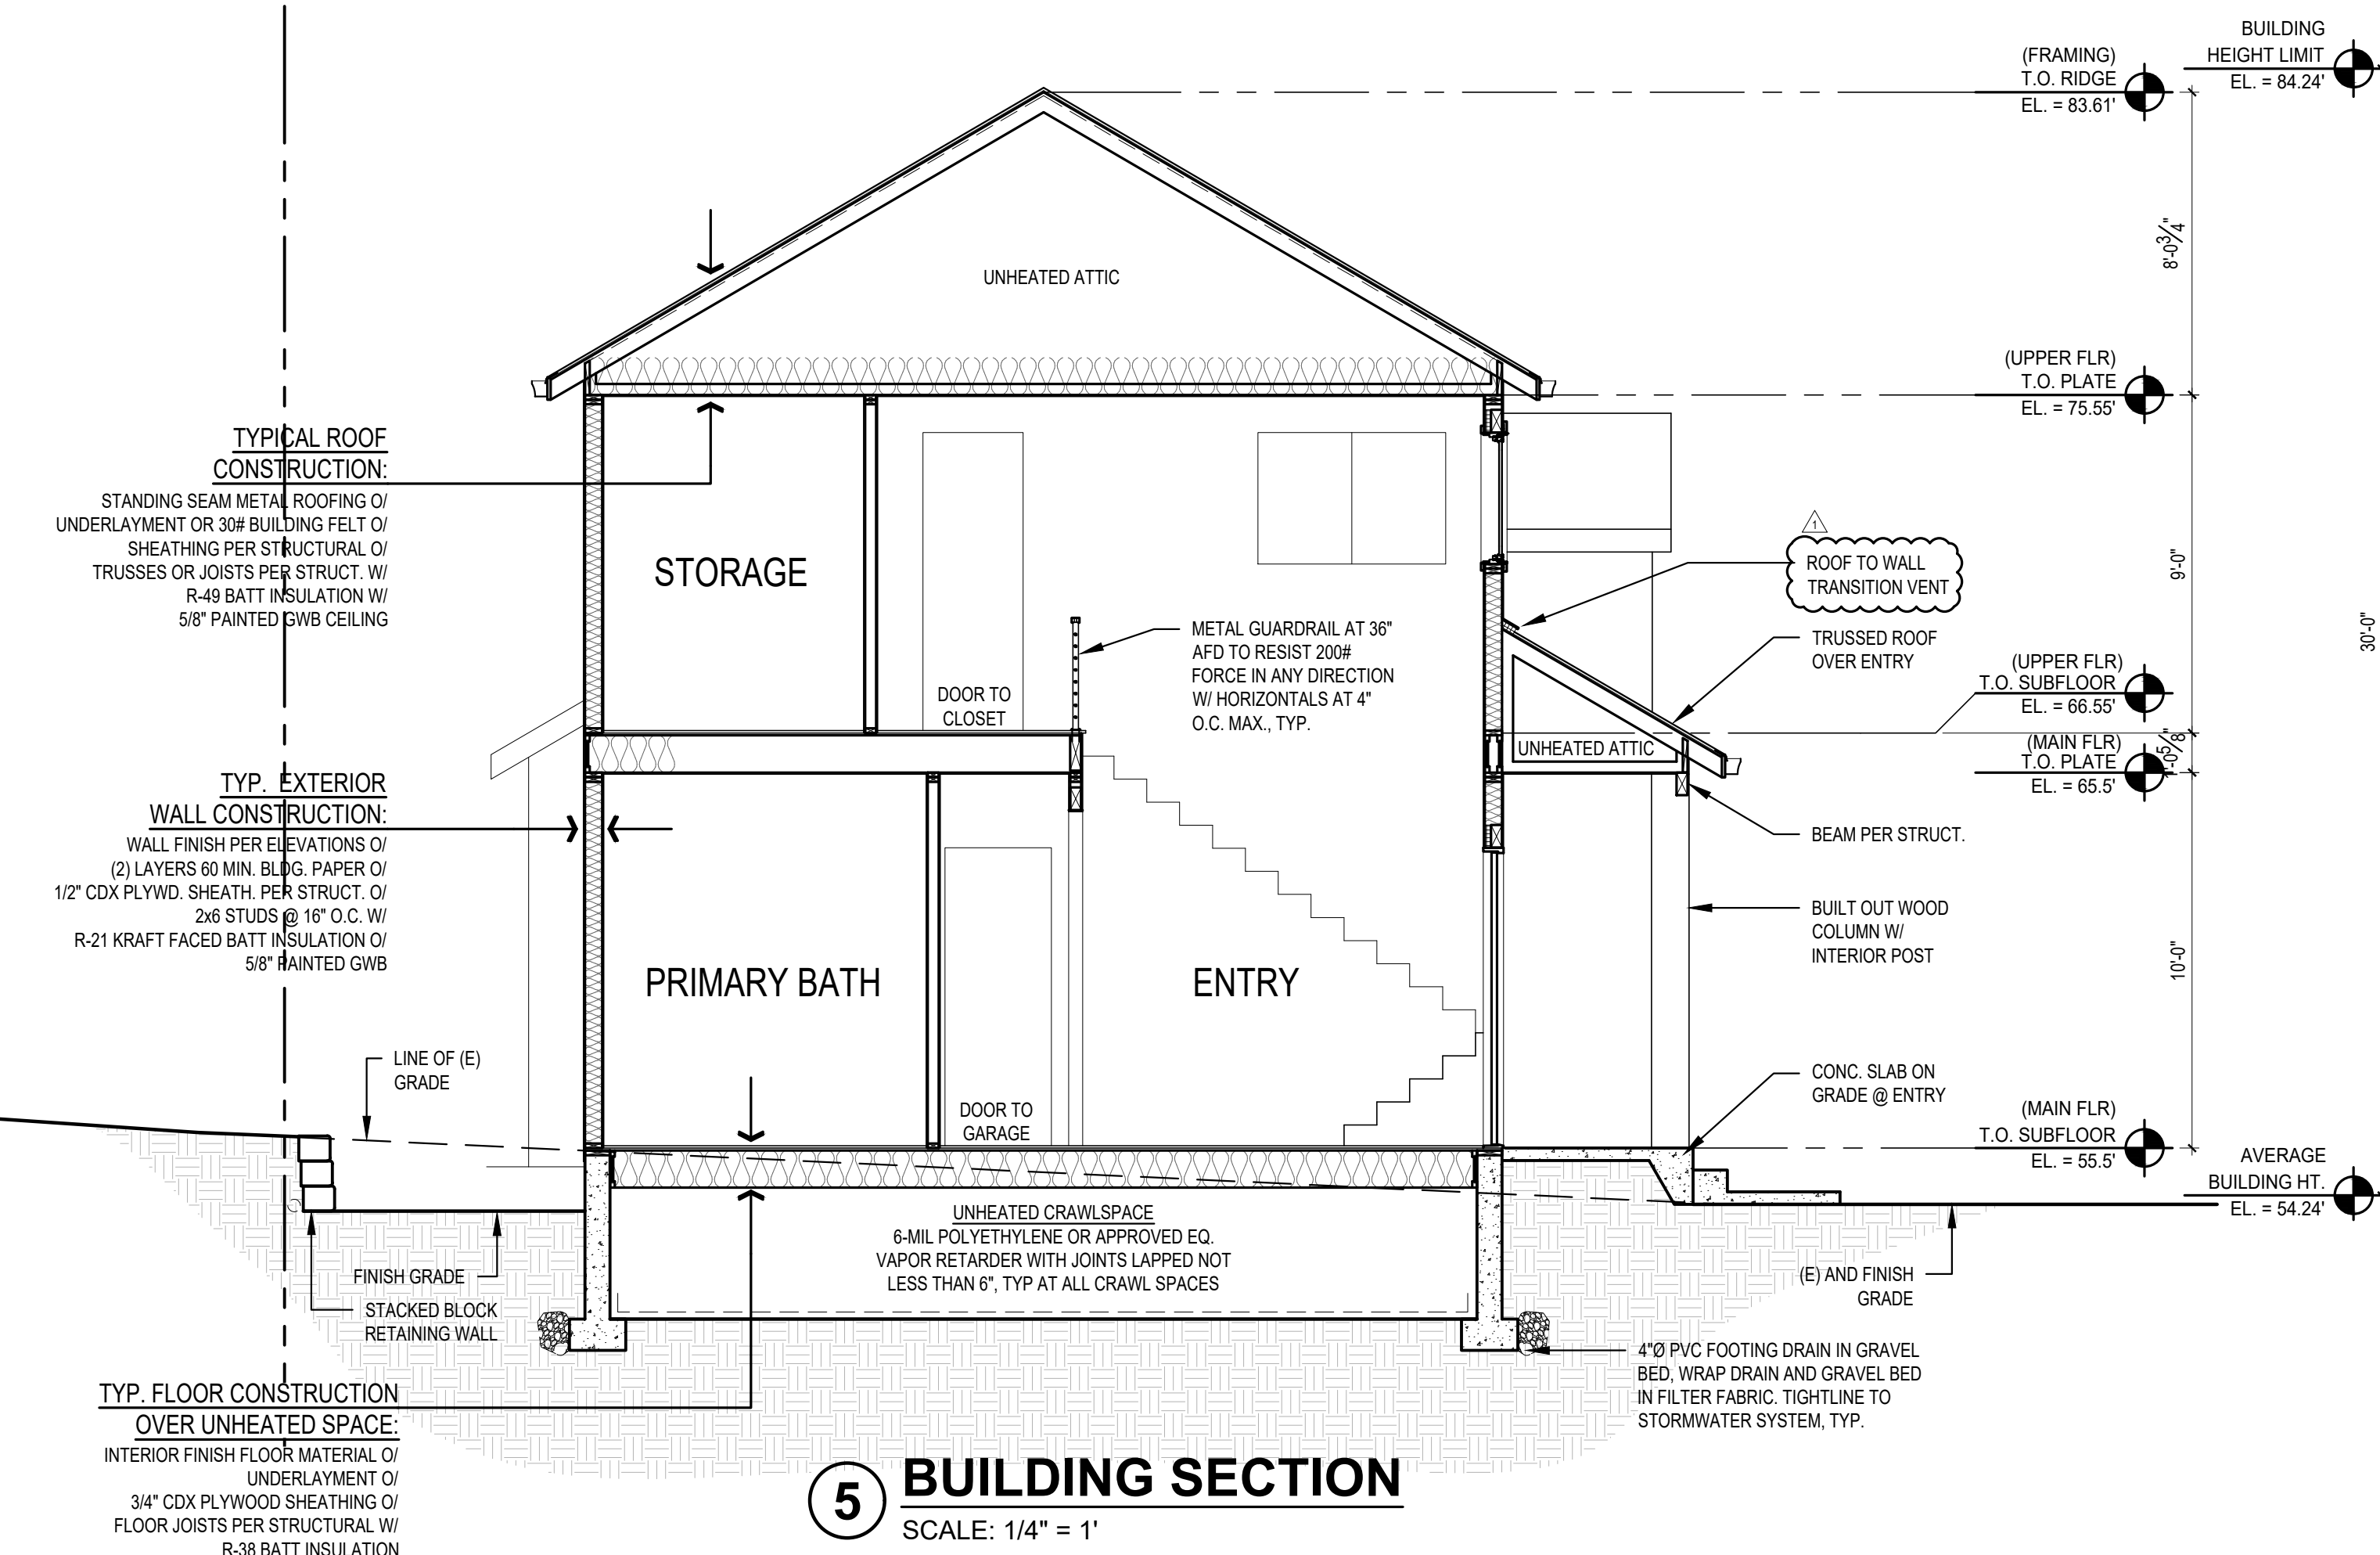 BUILDING
HEIGHT LIMIT
EL. = 84.24'
(FRAMING)
T.O. RIDGE
EL. = 83.61'
8'-0 3/4"
UNHEATED ATTIC
(UPPER FLR)
T.O. PLATE
EL. = 75.55'
TYPICAL ROOF
CONSTRUCTION:
STANDING SEAM METAL ROOFING O/
UNDERLAYMENT OR 30# BUILDING FELT O/
SHEATHING PER STRUCTURAL O/
TRUSSES OR JOISTS PER STRUCT. W/
R-49 BATT INSULATION W/
5/8" PAINTED GWB CEILING
STORAGE
DOOR TO
CLOSET
METAL GUARDRAIL AT 36"
AFD TO RESIST 200#
FORCE IN ANY DIRECTION
W/ HORIZONTALS AT 4"
O.C. MAX., TYP.
1
ROOF TO WALL
TRANSITION VENT
TRUSSED ROOF
OVER ENTRY
9'-0"
30'-0"
(UPPER FLR)
T.O. SUBFLOOR
EL. = 66.55'
UNHEATED ATTIC
(MAIN FLR)
T.O. PLATE
EL. = 65.5'
1'-0 5/8"
TYP. EXTERIOR
WALL CONSTRUCTION:
WALL FINISH PER ELEVATIONS O/
(2) LAYERS 60 MIN. BLDG. PAPER O/
1/2" CDX PLYWD. SHEATH. PER STRUCT. O/
2x6 STUDS @ 16" O.C. W/
R-21 KRAFT FACED BATT INSULATION O/
5/8" PAINTED GWB
BEAM PER STRUCT.
BUILT OUT WOOD
COLUMN W/
INTERIOR POST
10'-0"
PRIMARY BATH
ENTRY
LINE OF (E)
GRADE
DOOR TO
GARAGE
CONC. SLAB ON
GRADE @ ENTRY
(MAIN FLR)
T.O. SUBFLOOR
EL. = 55.5'
AVERAGE
BUILDING HT.
EL. = 54.24'
UNHEATED CRAWLSPACE
6-MIL POLYETHYLENE OR APPROVED EQ.
VAPOR RETARDER WITH JOINTS LAPPED NOT
LESS THAN 6", TYP AT ALL CRAWL SPACES
FINISH GRADE
STACKED BLOCK
RETAINING WALL
(E) AND FINISH
GRADE
4"Ø PVC FOOTING DRAIN IN GRAVEL
BED, WRAP DRAIN AND GRAVEL BED
IN FILTER FABRIC. TIGHTLINE TO
STORMWATER SYSTEM, TYP.
TYP. FLOOR CONSTRUCTION
OVER UNHEATED SPACE:
INTERIOR FINISH FLOOR MATERIAL O/
UNDERLAYMENT O/
3/4" CDX PLYWOOD SHEATHING O/
FLOOR JOISTS PER STRUCTURAL W/
R-38 BATT INSULATION
5 BUILDING SECTION
SCALE: 1/4" = 1'